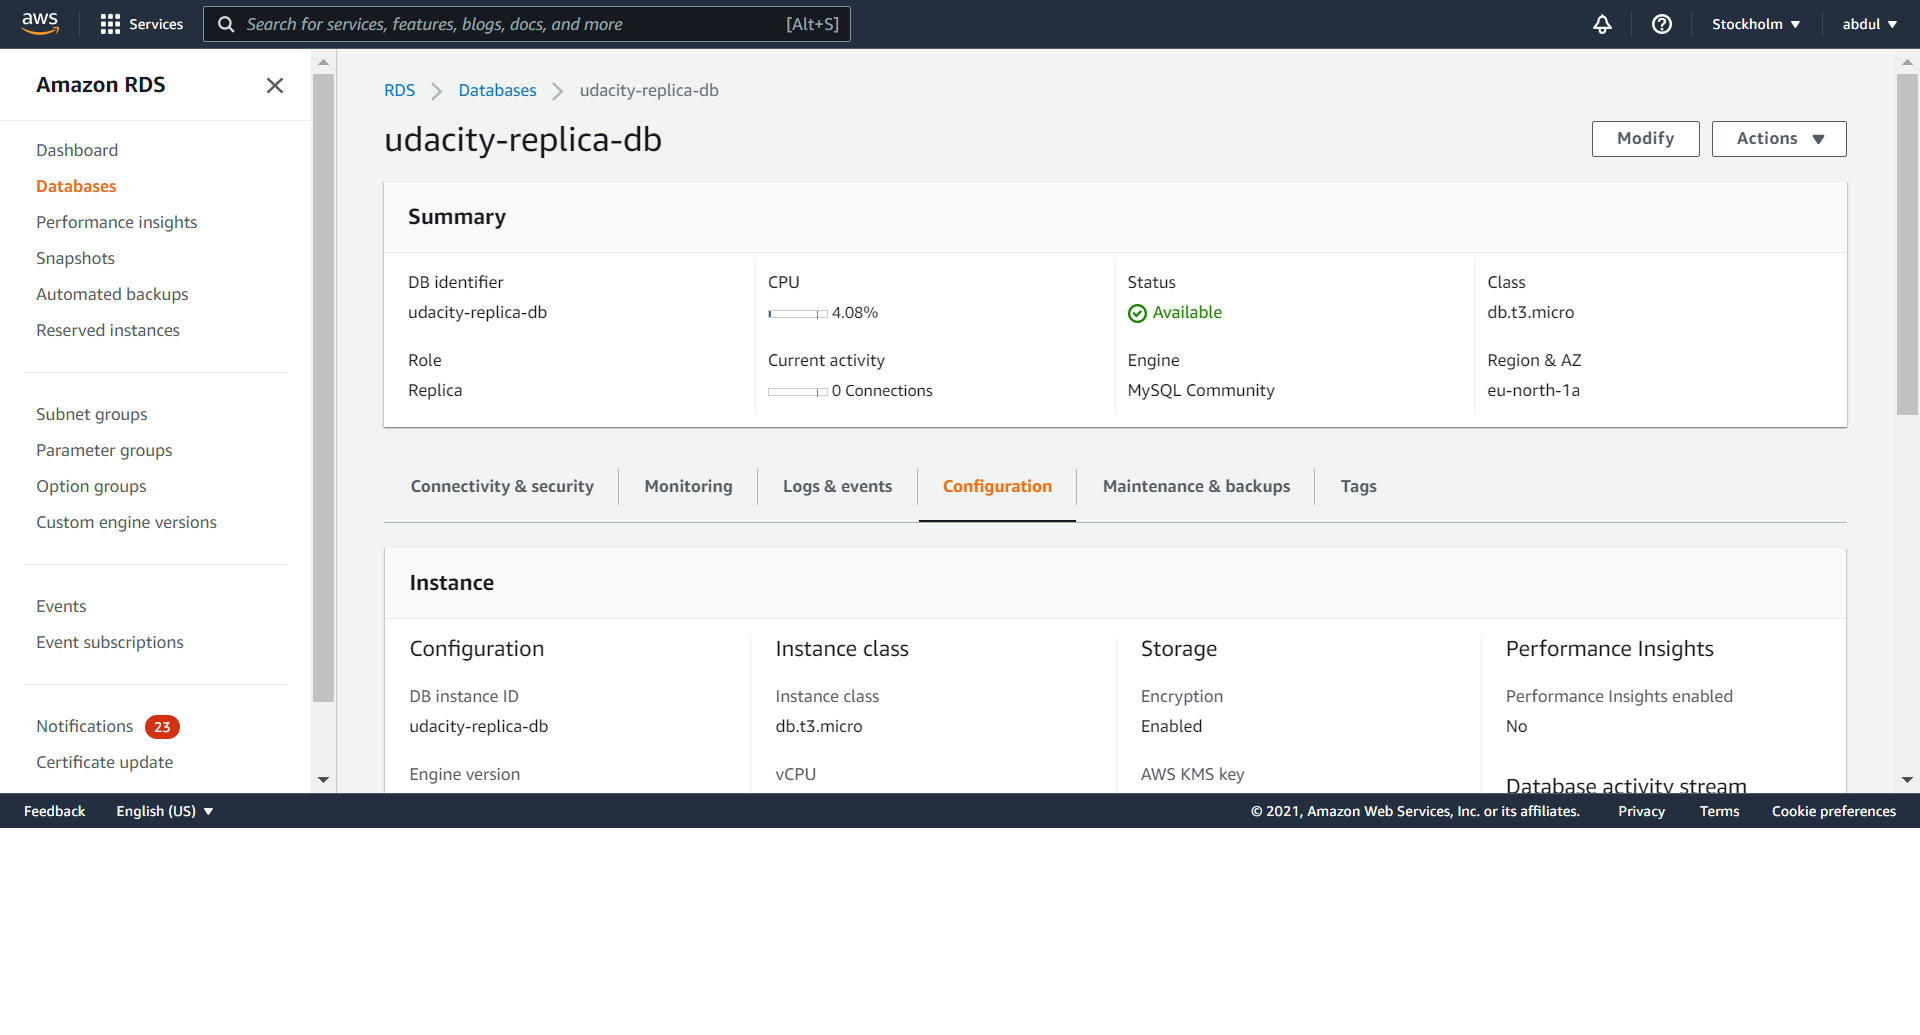 aws
Services
Search for services, features, blogs, docs, and more [Alt+S]
Stockholm
abdul
Amazon RDS
Dashboard
Databases
Performance insights
Snapshots
Automated backups
Reserved instances
Subnet groups
Parameter groups
Option groups
Custom engine versions
Events
Event subscriptions
Notifications 23
Certificate update
RDS Databases udacity-replica-db
udacity-replica-db
Modify
Actions
Summary
DB identifier
udacity-replica-db
Role
Replica
CPU
4.08%
Current activity
0 Connections
Status
Available
Engine
MySQL Community
Class
db.t3.micro
Region & AZ
eu-north-1a
Connectivity & security
Monitoring
Logs & events
Configuration
Maintenance & backups
Tags
Instance
Configuration
DB instance ID
udacity-replica-db
Engine version
Instance class
Instance class
db.t3.micro
vCPU
Storage
Encryption
Enabled
AWS KMS key
Performance Insights
Performance Insights enabled
No
Database activity stream
Feedback
English (US)
© 2021, Amazon Web Services, Inc. or its affiliates.
Privacy
Terms
Cookie preferences